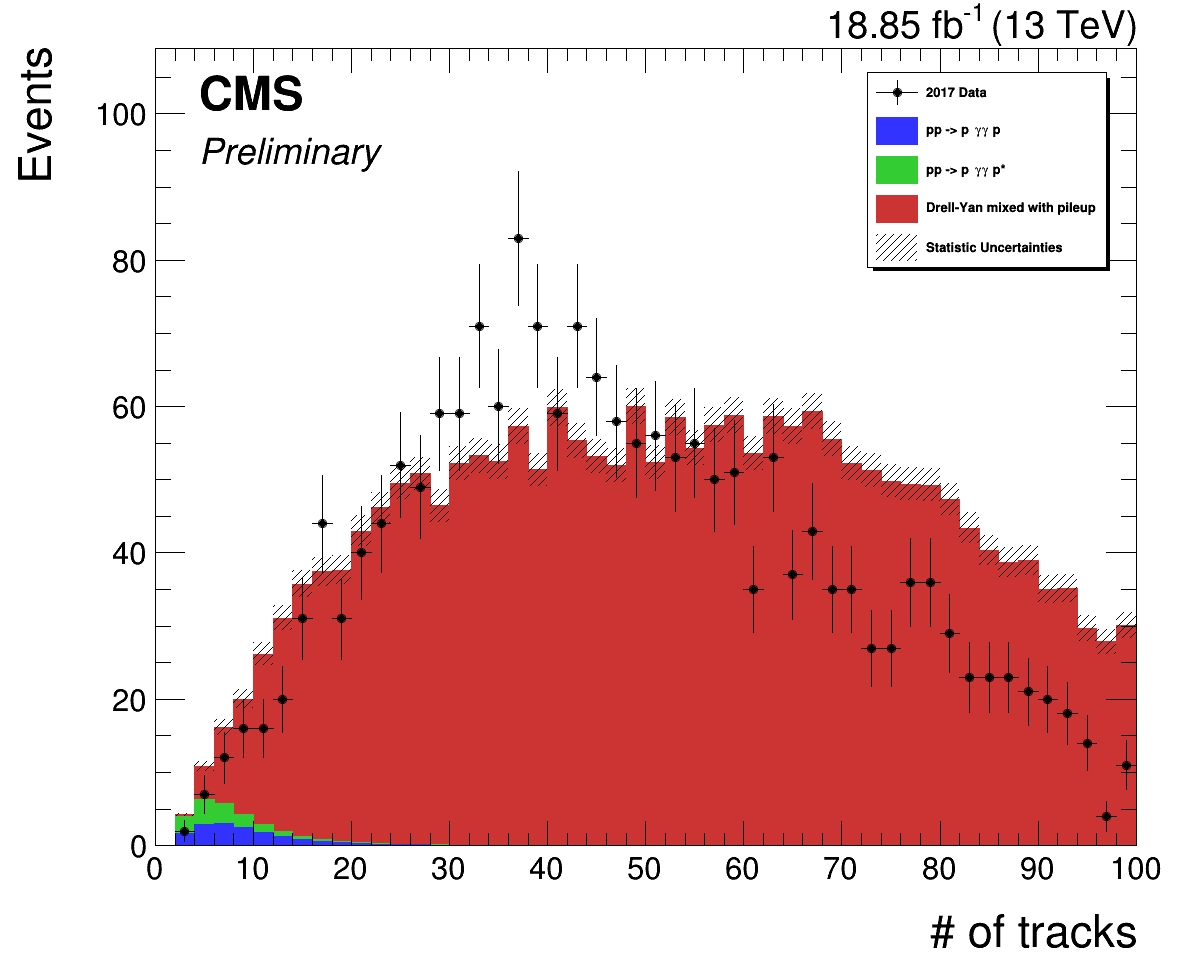 18.85 fb⁻¹ (13 TeV)
Events
CMS
Preliminary
2017 Data
pp -> p γγ p
pp -> p γγ p*
Drell-Yan mixed with pileup
Statistic Uncertainties
100
80
60
40
20
0
0 10 20 30 40 50 60 70 80 90 100
# of tracks